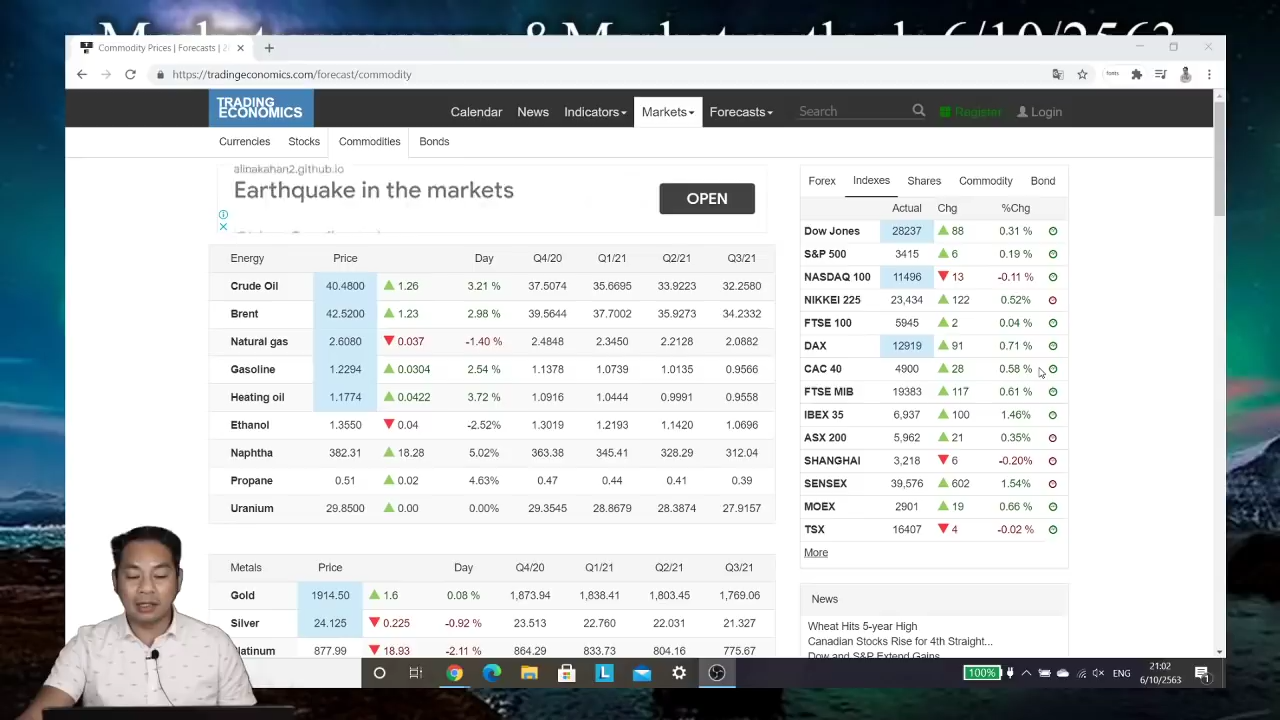 Market summary & Market outlook 6/10/2563
Commodity Prices | Forecasts | 2
https://tradingeconomics.com/forecast/commodity
TRADING
ECONOMICS
Calendar News Indicators Markets Forecasts Search Register Login
Currencies Stocks Commodities Bonds
alinakahan2.github.io
Earthquake in the markets
OPEN
Energy Price Day Q4/20 Q1/21 Q2/21 Q3/21
Crude Oil 40.4800 1.26 3.21 % 37.5074 35.6695 33.9223 32.2580
Brent 42.5200 1.23 2.98 % 39.5644 37.7002 35.9273 34.2332
Natural gas 2.6080 0.037 -1.40 % 2.4848 2.3450 2.2128 2.0882
Gasoline 1.2294 0.0304 2.54 % 1.1378 1.0739 1.0135 0.9566
Heating oil 1.1774 0.0422 3.72 % 1.0916 1.0444 0.9991 0.9558
Ethanol 1.3550 0.04 -2.52% 1.3019 1.2193 1.1420 1.0696
Naphtha 382.31 18.28 5.02% 363.38 345.41 328.29 312.04
Propane 0.51 0.02 4.63% 0.47 0.44 0.41 0.39
Uranium 29.8500 0.00 0.00% 29.3545 28.8679 28.3874 27.9157
Metals Price Day Q4/20 Q1/21 Q2/21 Q3/21
Gold 1914.50 1.6 0.08 % 1,873.94 1,838.41 1,803.45 1,769.06
Silver 24.125 0.225 -0.92 % 23.513 22.760 22.031 21.327
latinum 877.99 18.93 -2.11 % 864.29 833.73 804.16 775.67
Forex Indexes Shares Commodity Bond
Actual Chg %Chg
Dow Jones 28237 88 0.31 %
S&P 500 3415 6 0.19 %
NASDAQ 100 11496 13 -0.11 %
NIKKEI 225 23,434 122 0.52%
FTSE 100 5945 2 0.04 %
DAX 12919 91 0.71 %
CAC 40 4900 28 0.58 %
FTSE MIB 19383 117 0.61 %
IBEX 35 6,937 100 1.46%
ASX 200 5,962 21 0.35%
SHANGHAI 3,218 6 -0.20%
SENSEX 39,576 602 1.54%
MOEX 2901 19 0.66 %
TSX 16407 4 -0.02 %
More
News
Wheat Hits 5-year High
Canadian Stocks Rise for 4th Straight...
Dow and S&P Extend Gains
100% ENG 21:02
6/10/2563